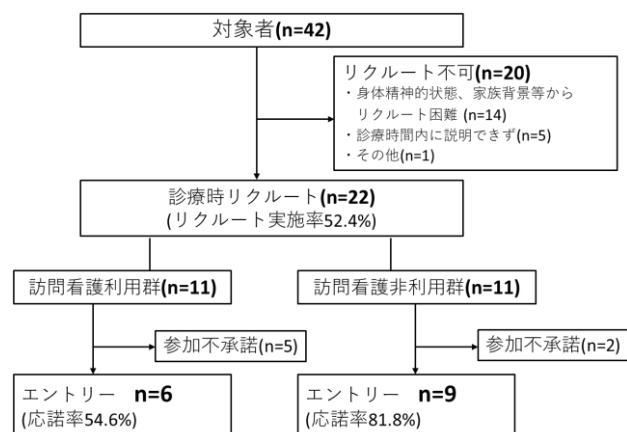 対象者(n=42)
リクルート不可(n=20)
・身体精神的状態、家族背景等から
リクルート困難 (n=14)
・診療時間内に説明できず(n=5)
・その他(n=1)
診療時リクルート(n=22)
(リクルート実施率52.4%)
訪問看護利用群(n=11)
訪問看護非利用群(n=11)
参加不承諾(n=5)
参加不承諾(n=2)
エントリー n=6
(応諾率54.6%)
エントリー n=9
(応諾率81.8%)